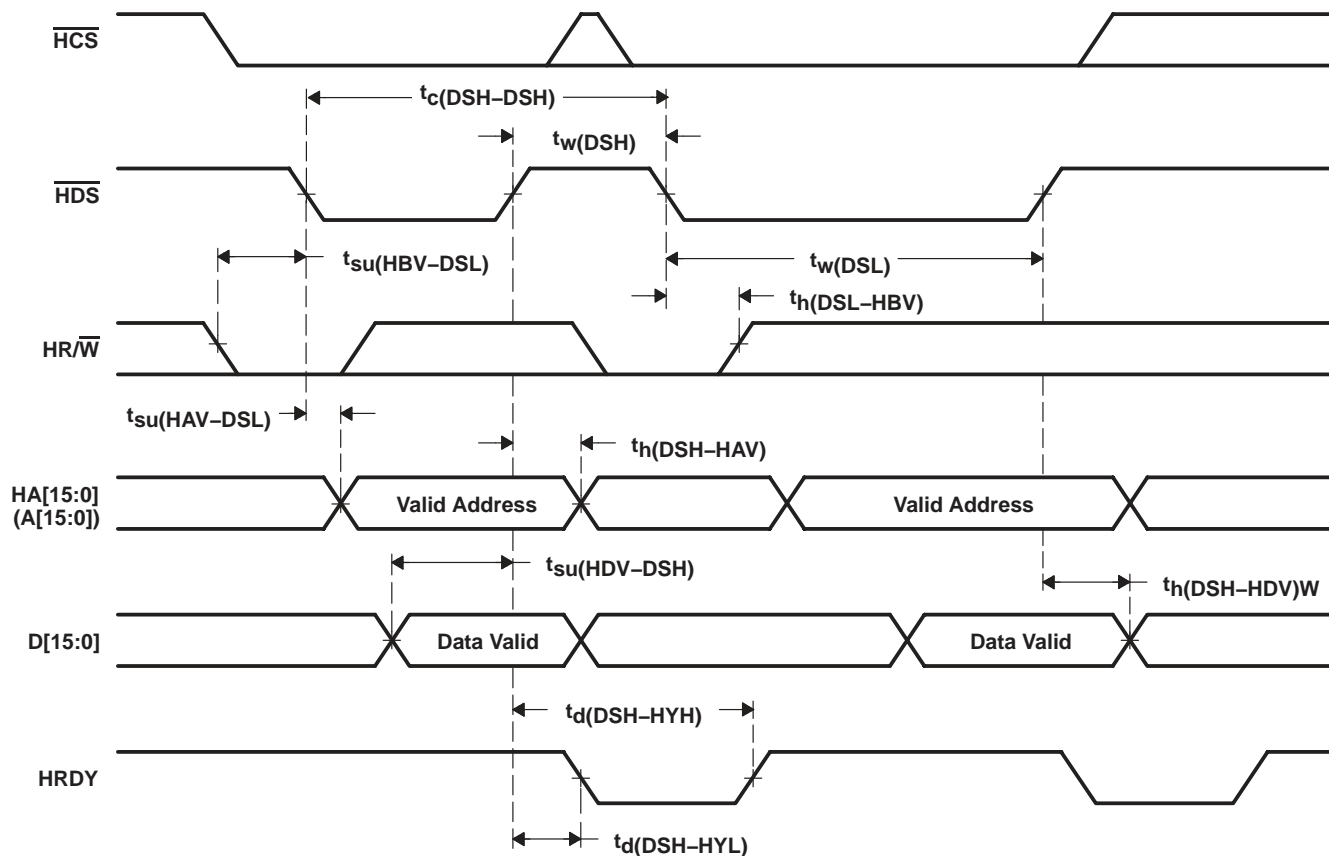 HCS
tc(DSH–DSH)
tw(DSH)
HDS
tsu(HBV–DSL)
tw(DSL)
th(DSL–HBV)
HR/W
tsu(HAV–DSL)
th(DSH–HAV)
HA[15:0]
(A[15:0])
Valid Address
Valid Address
tsu(HDV–DSH)
th(DSH–HDV)W
D[15:0]
Data Valid
Data Valid
td(DSH–HYH)
HRDY
td(DSH–HYL)